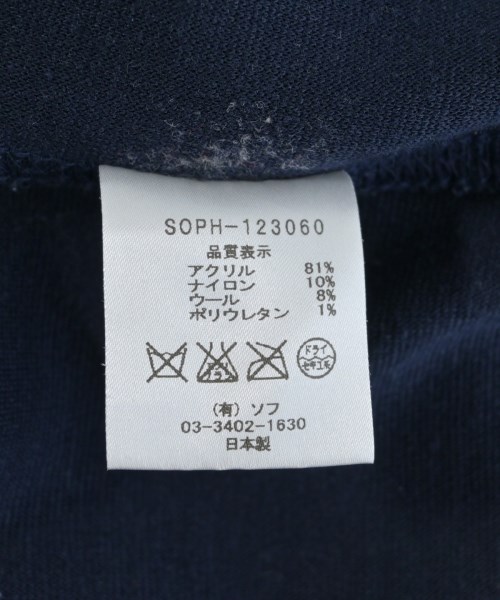 SOPH-123060
品質表示
アクリル 81%
ナイロン 10%
ウール 8%
ポリウレタン 1%
ドライ
セキユ系
(有) ソフ
03-3402-1630
日本製